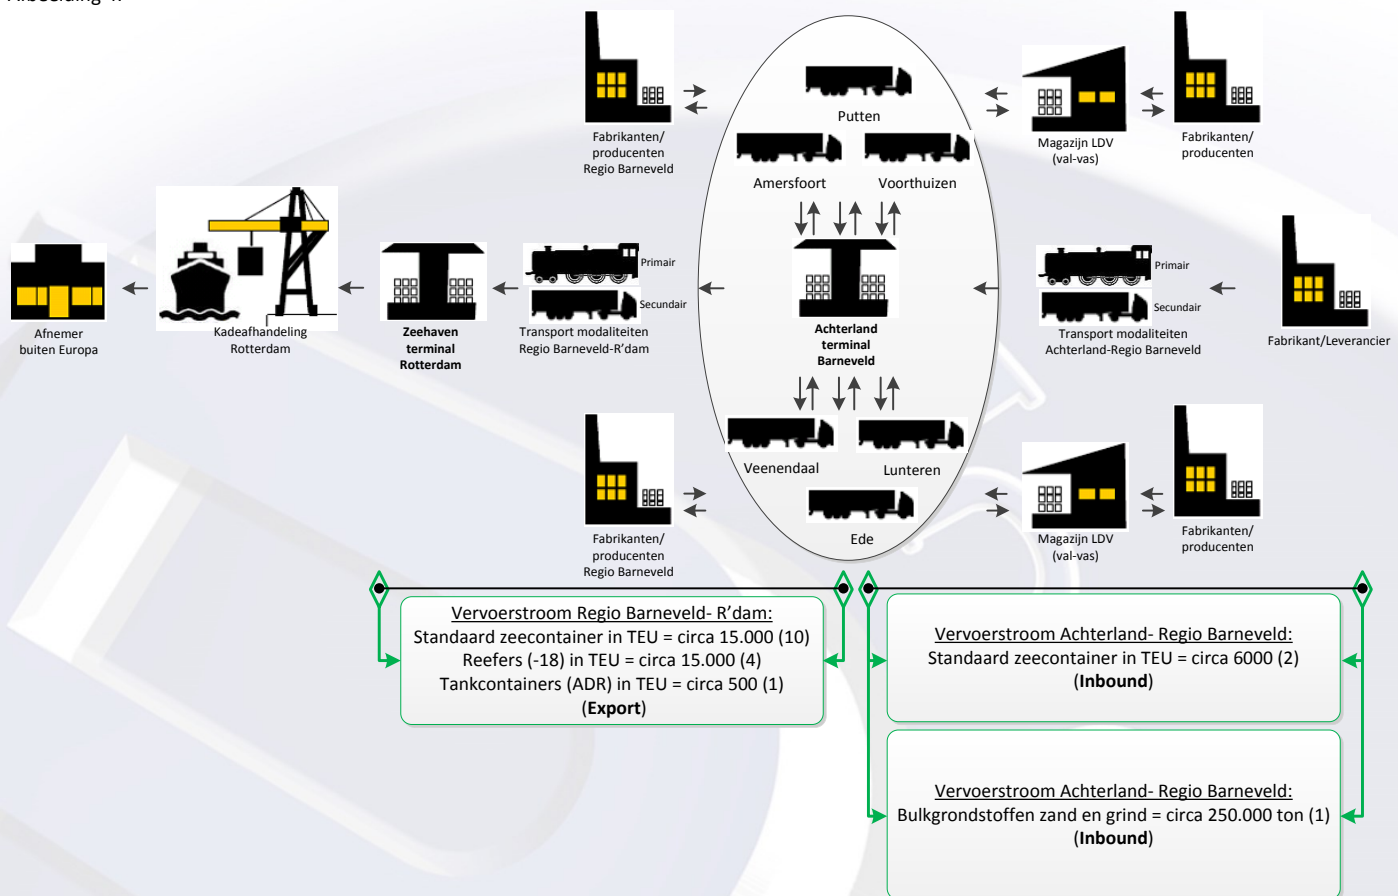 Putten
Fabrikanten/
producenten
Regio Barneveld
Magazijn LDV
(val-vas)
Fabrikanten/
producenten
Amersfoort
Voorthuizen
Primair
Secundair
Primair
Secundair
Afnemer
buiten Europa
Kadeafhandeling
Rotterdam
Zeehaven
terminal
Rotterdam
Transport modaliteiten
Regio Barneveld-R’dam
Achterland
terminal
Barneveld
Transport modaliteiten
Achterland-Regio Barneveld
Fabrikant/Leverancier
Veenendaal
Lunteren
Ede
Fabrikanten/
producenten
Regio Barneveld
Magazijn LDV
(val-vas)
Fabrikanten/
producenten
Vervoerstroom Regio Barneveld- R’dam:
Standaard zeecontainer in TEU = circa 15.000 (10)
Reefers (-18) in TEU = circa 15.000 (4)
Tankcontainers (ADR) in TEU = circa 500 (1)
(Export)
Vervoerstroom Achterland- Regio Barneveld:
Standaard zeecontainer in TEU = circa 6000 (2)
(Inbound)
Vervoerstroom Achterland- Regio Barneveld:
Bulkgrondstoffen zand en grind = circa 250.000 ton (1)
(Inbound)